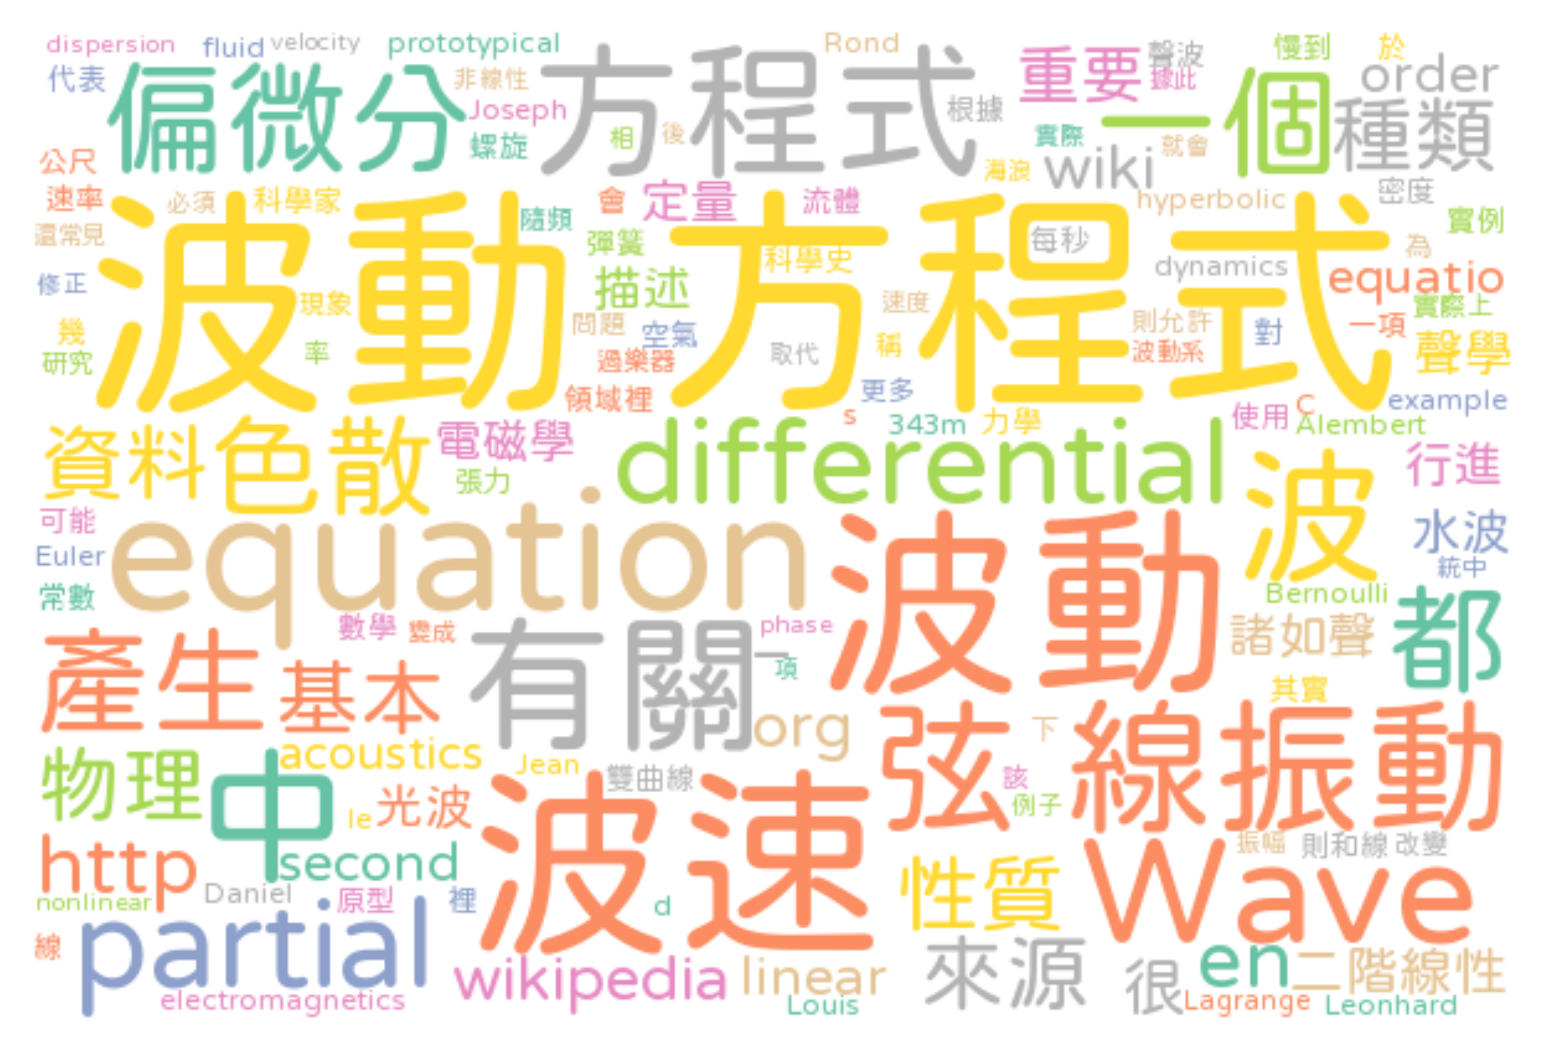 dispersion fluid velocity prototypical Rond 聲波 慢到 於
代表 偏微分 非線性 方程式 重要 據此 order
Joseph 根據 一個 種類
公尺 螺旋 相 後 實際 就會
海浪 wiki
速率 必須 科學家 隨頻 會 定量 流體 hyperbolic 密度
還常見 波動方程式 彈簧 科學史 每秒 為 實例
修正 現象 描述 dynamics equatio
幾 問題 空氣 速度 則允許 對 一項 實際上
研究 率 過樂器 取代 稱 波動系 聲學
領域裡 更多 example
資料 色散 電磁學 s 343m 力學 使用 C Alembert
張力 differential 波 行進
可能 equation 波動 水波
Euler 統中
常數 Bernoulli
數學 變成 有關 phase 諸如聲 都
產生 基本 一項 其實
org 弦 下 線振動
物理 中 acoustics Jean 雙曲線 該
le 光波 波速 例子
http second 振幅 則和線 改變
nonlinear Daniel 原型 裡 d 性質 Wave
線 partial wikipedia linear 來源 很 en 二階線性
electromagnetics Louis Lagrange Leonhard